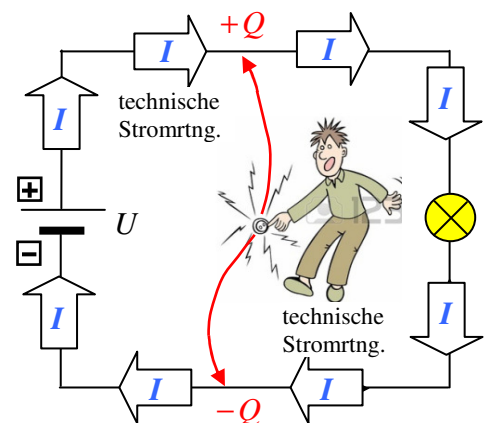 +Q
I
I
technische
Stromrtng.
I
I
+
U
−
I
technische
Stromrtng.
I
I
I
−Q